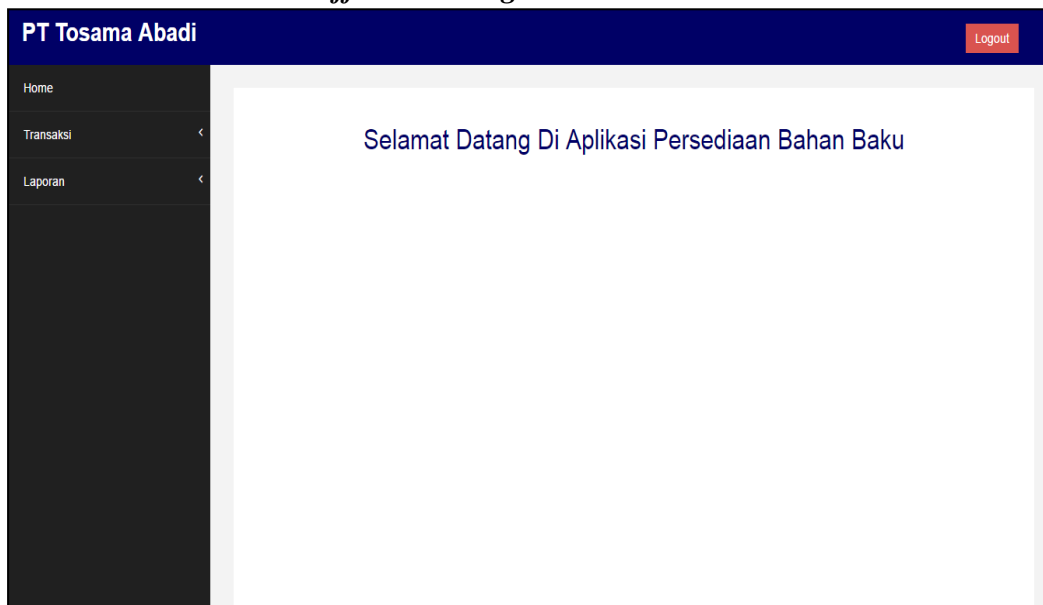 PT Tosama Abadi
Logout
Home
Transaksi
Laporan
Selamat Datang Di Aplikasi Persediaan Bahan Baku